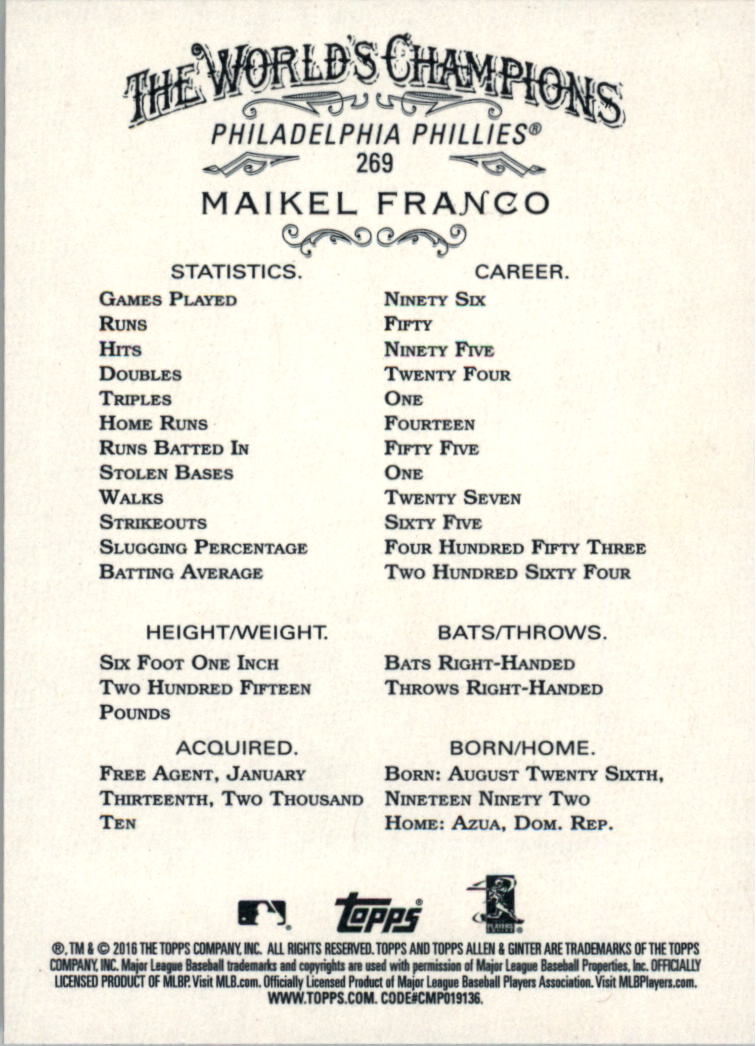 THE WORLD'S CHAMPIONS
PHILADELPHIA PHILLIES®
269
MAIKEL FRANCO
STATISTICS. CAREER.
GAMES PLAYED NINETY SIX
RUNS FIFTY
HITS NINETY FIVE
DOUBLES TWENTY FOUR
TRIPLES ONE
HOME RUNS FOURTEEN
RUNS BATTED IN FIFTY FIVE
STOLEN BASES ONE
WALKS TWENTY SEVEN
STRIKEOUTS SIXTY FIVE
SLUGGING PERCENTAGE FOUR HUNDRED FIFTY THREE
BATTING AVERAGE TWO HUNDRED SIXTY FOUR
HEIGHT/WEIGHT.
SIX FOOT ONE INCH
TWO HUNDRED FIFTEEN
POUNDS
BATS/THROWS.
BATS RIGHT-HANDED
THROWS RIGHT-HANDED
ACQUIRED.
FREE AGENT, JANUARY
THIRTEENTH, TWO THOUSAND
TEN
BORN/HOME.
BORN: AUGUST TWENTY SIXTH,
NINETEEN NINETY TWO
HOME: AZUA, DOM. REP.
topps®
PLAYERS
®, TM & © 2016 THE TOPPS COMPANY, INC. ALL RIGHTS RESERVED. TOPPS AND TOPPS ALLEN & GINTER ARE TRADEMARKS OF THE TOPPS
COMPANY, INC. Major League Baseball trademarks and copyrights are used with permission of Major League Baseball Properties, Inc. OFFICIALLY
LICENSED PRODUCT OF MLBP. Visit MLB.com. Officially Licensed Product of Major League Baseball Players Association. Visit MLBPlayers.com.
WWW.TOPPS.COM. CODE#CMP019136.